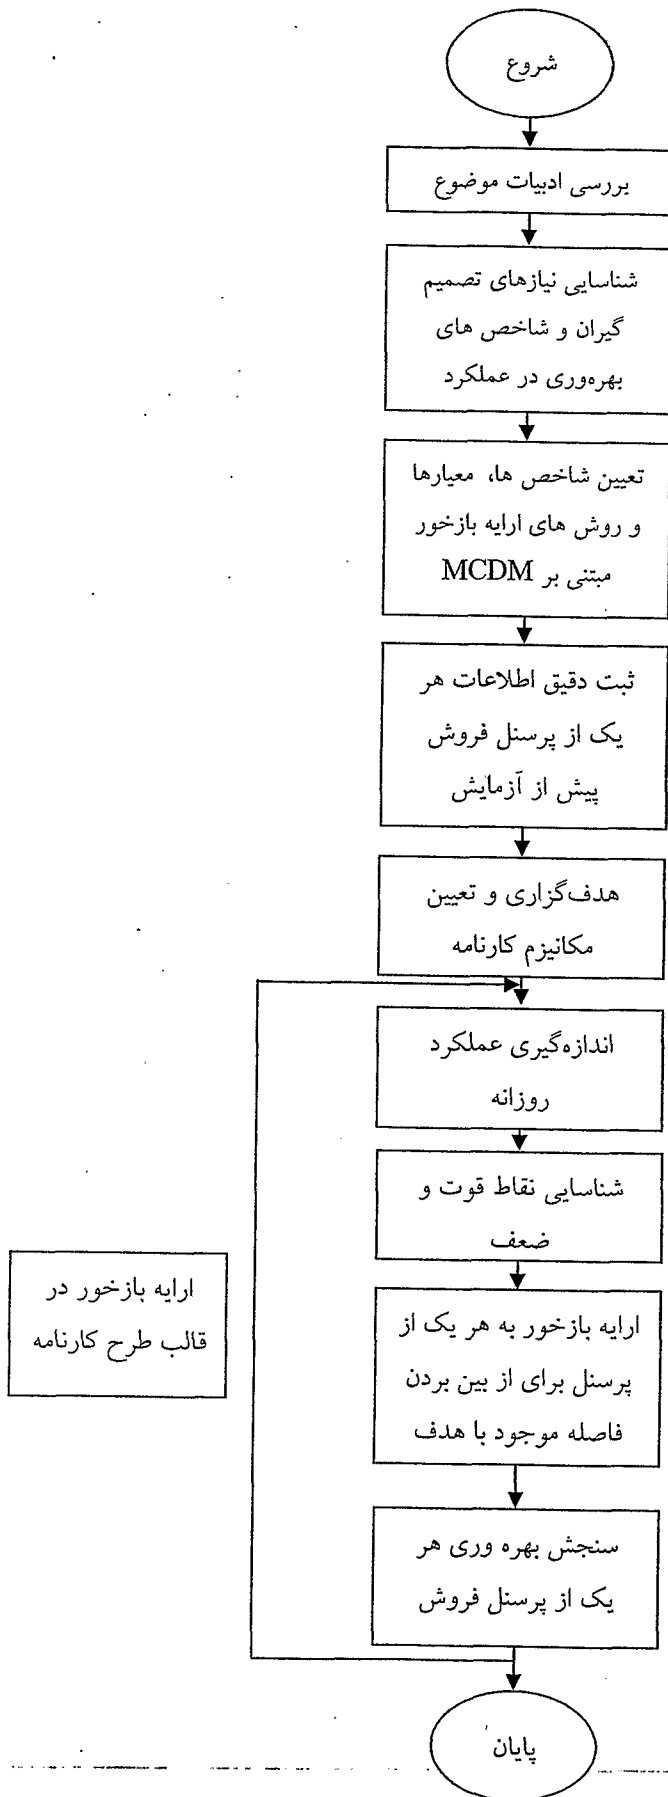 شروع
بررسی ادبیات موضوع
شناسایی نیازهای تصمیم
گیران و شاخص های
بهره‌وری در عملکرد
تعیین شاخص ها، معیارها
و روش های ارایه بازخور
مبتنی بر MCDM
ثبت دقیق اطلاعات هر
یک از پرسنل فروش
پیش از آزمایش
هدف‌گزاری و تعیین
مکانیزم کارنامه
اندازه‌گیری عملکرد
روزانه
شناسایی نقاط قوت و
ضعف
ارایه بازخور به هر یک از
پرسنل برای از بین بردن
فاصله موجود با هدف
ارایه بازخور در
قالب طرح کارنامه
سنجش بهره وری هر
یک از پرسنل فروش
پایان